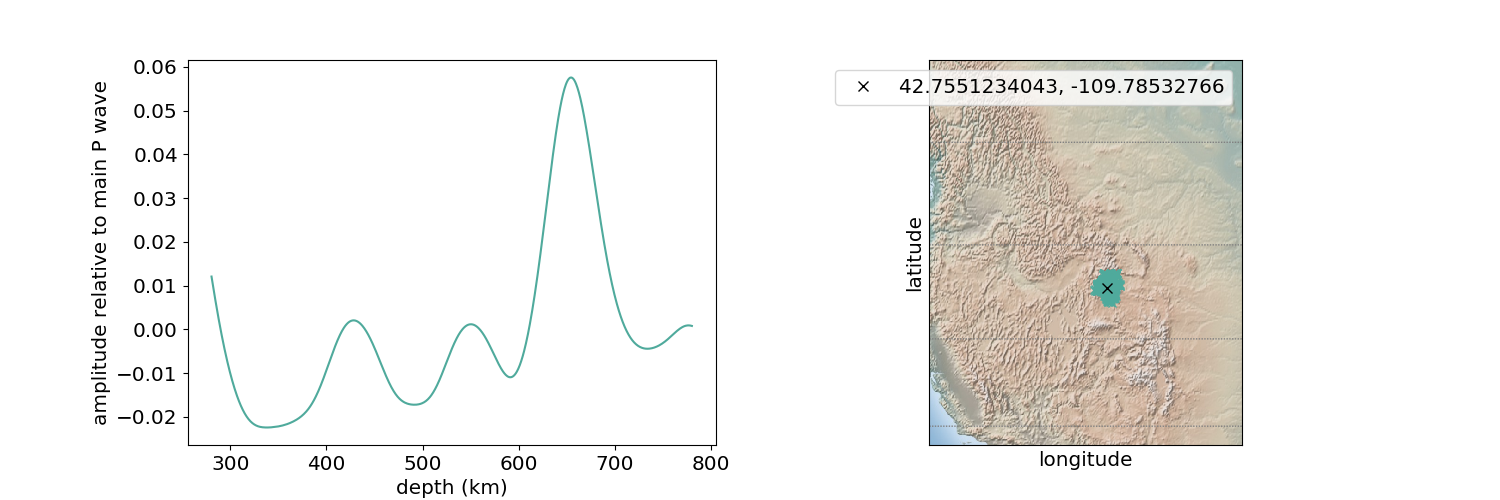 0.06
0.05
0.04
0.03
0.02
0.01
0.00
−0.01
−0.02
amplitude relative to main P wave
300 400 500 600 700 800
depth (km)
42.7551234043, -109.78532766
latitude
longitude